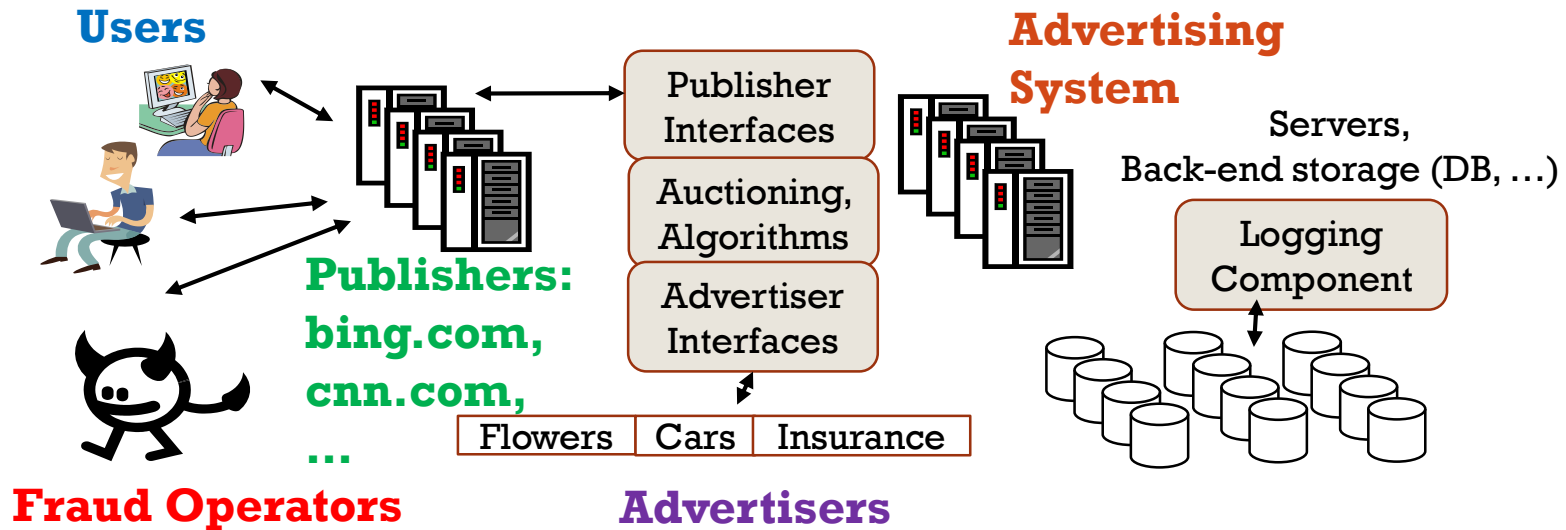 Users
Advertising
System
Publisher
Interfaces
Servers,
Back-end storage (DB, …)
Auctioning,
Algorithms
Logging
Component
Publishers:
bing.com,
cnn.com,
…
Advertiser
Interfaces
Flowers Cars Insurance
Fraud Operators
Advertisers